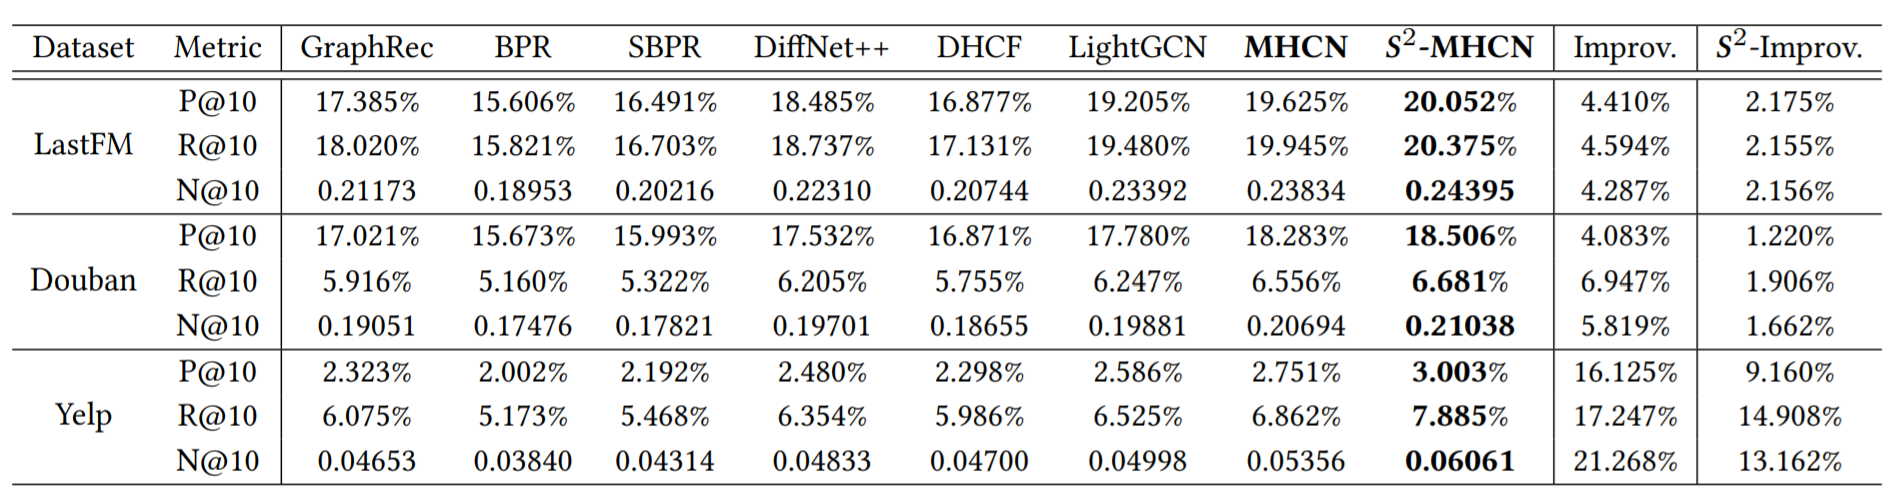 Dataset Metric GraphRec BPR SBPR DiffNet++ DHCF LightGCN MHCN S²-MHCN Improv. S²-Improv.
P@10 17.385% 15.606% 16.491% 18.485% 16.877% 19.205% 19.625% 20.052% 4.410% 2.175%
LastFM R@10 18.020% 15.821% 16.703% 18.737% 17.131% 19.480% 19.945% 20.375% 4.594% 2.155%
N@10 0.21173 0.18953 0.20216 0.22310 0.20744 0.23392 0.23834 0.24395 4.287% 2.156%
P@10 17.021% 15.673% 15.993% 17.532% 16.871% 17.780% 18.283% 18.506% 4.083% 1.220%
Douban R@10 5.916% 5.160% 5.322% 6.205% 5.755% 6.247% 6.556% 6.681% 6.947% 1.906%
N@10 0.19051 0.17476 0.17821 0.19701 0.18655 0.19881 0.20694 0.21038 5.819% 1.662%
P@10 2.323% 2.002% 2.192% 2.480% 2.298% 2.586% 2.751% 3.003% 16.125% 9.160%
Yelp R@10 6.075% 5.173% 5.468% 6.354% 5.986% 6.525% 6.862% 7.885% 17.247% 14.908%
N@10 0.04653 0.03840 0.04314 0.04833 0.04700 0.04998 0.05356 0.06061 21.268% 13.162%